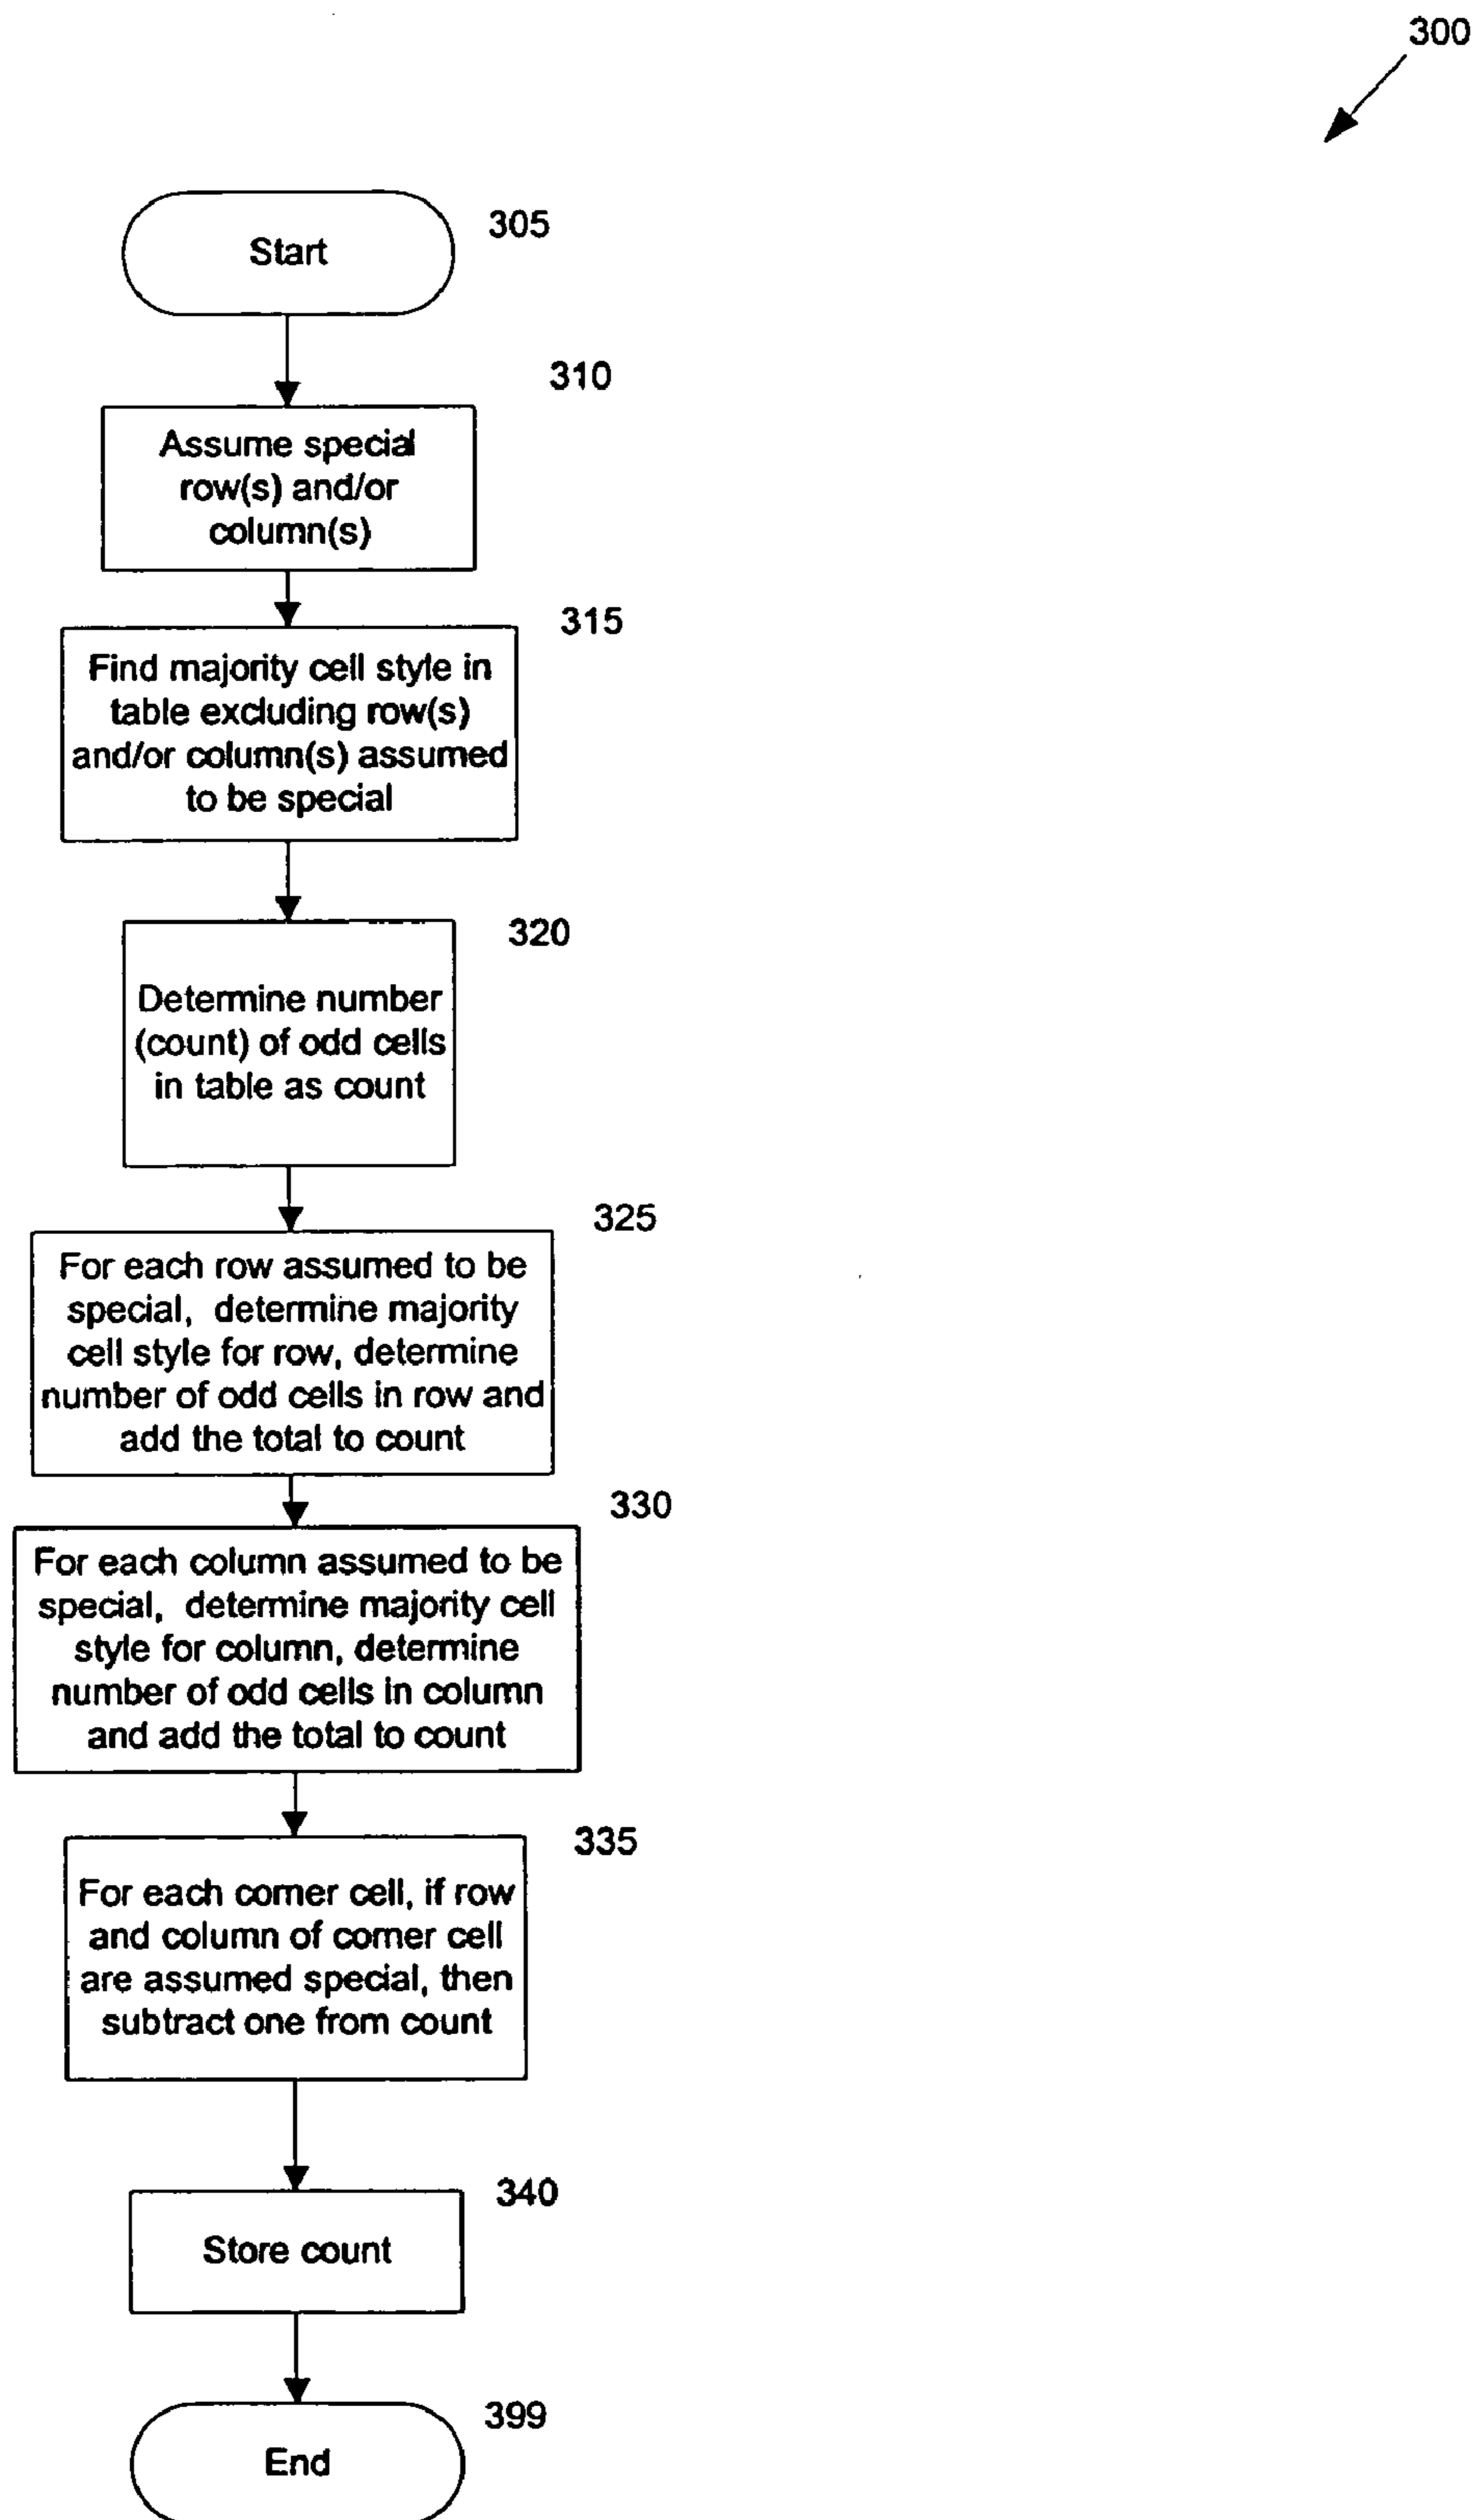 300
305
Start
310
Assume special
row(s) and/or
column(s)
315
Find majority cell style in
table excluding row(s)
and/or column(s) assumed
to be special
320
Determine number
(count) of odd cells
in table as count
325
For each row assumed to be
special, determine majority
cell style for row, determine
number of odd cells in row and
add the total to count
330
For each column assumed to be
special, determine majority cell
style for column, determine
number of odd cells in column
and add the total to count
335
For each corner cell, if row
and column of corner cell
are assumed special, then
subtract one from count
340
Store count
399
End